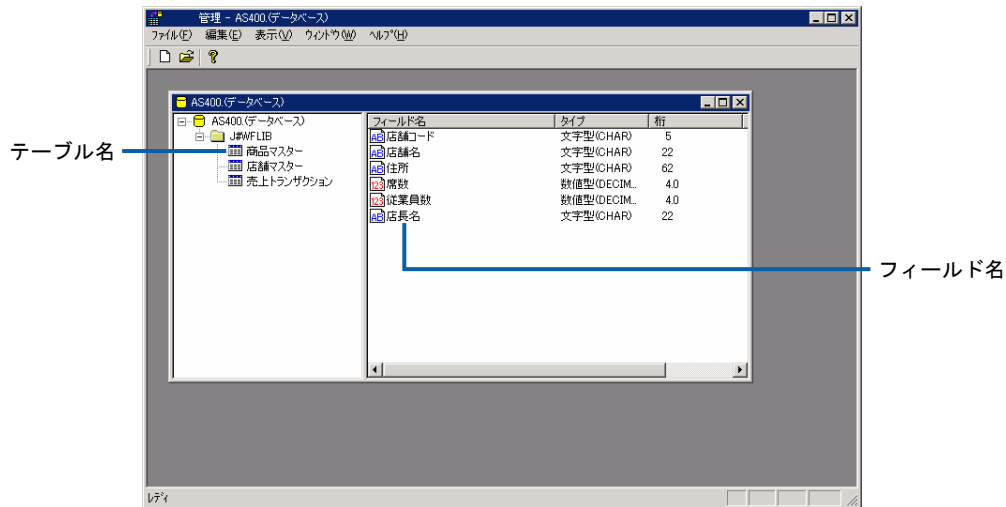 管理 - AS400.(データベース)
ファイル(F) 編集(E) 表示(V) ウィンドウ(W) ヘルプ(H)
AS400.(データベース)
AS400.(データベース)
J#WFLIB
商品マスター
店舗マスター
売上トランザクション
フィールド名 タイプ 桁
店舗コード 文字型(CHAR) 5
店舗名 文字型(CHAR) 22
住所 文字型(CHAR) 62
席数 数値型(DECIM... 4.0
従業員数 数値型(DECIM... 4.0
店長名 文字型(CHAR) 22
テーブル名
フィールド名
レディ